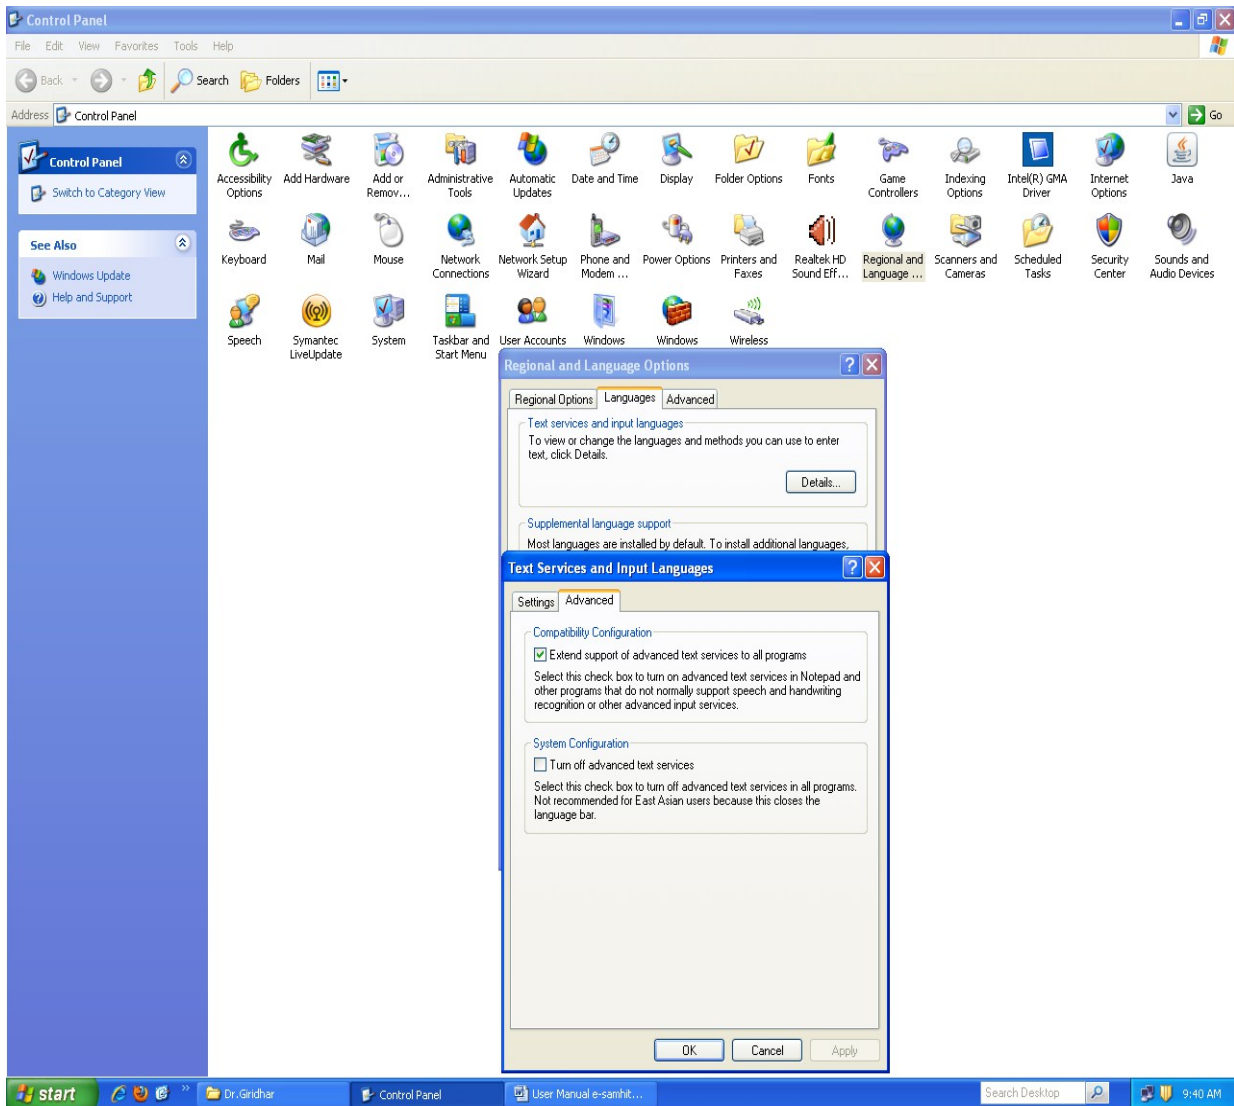 Control Panel
File Edit View Favorites Tools Help
Back Search Folders
Address Control Panel Go
Control Panel
Switch to Category View
See Also
Windows Update
Help and Support
Accessibility Options
Add Hardware
Add or Remov...
Administrative Tools
Automatic Updates
Date and Time
Display
Folder Options
Fonts
Game Controllers
Indexing Options
Intel(R) GMA Driver
Internet Options
Java
Keyboard
Mail
Mouse
Network Connections
Network Setup Wizard
Phone and Modem ...
Power Options
Printers and Faxes
Realtek HD Sound Eff...
Regional and Language ...
Scanners and Cameras
Scheduled Tasks
Security Center
Sounds and Audio Devices
Speech
Symantec LiveUpdate
System
Taskbar and Start Menu
User Accounts
Windows
Windows
Wireless
Regional and Language Options
Regional Options Languages Advanced
Text services and input languages
To view or change the languages and methods you can use to enter
text, click Details.
Details...
Supplemental language support
Most languages are installed by default. To install additional languages,
Text Services and Input Languages
Settings Advanced
Compatibility Configuration
Extend support of advanced text services to all programs
Select this check box to turn on advanced text services in Notepad and
other programs that do not normally support speech and handwriting
recognition or other advanced input services.
System Configuration
Turn off advanced text services
Select this check box to turn off advanced text services in all programs.
Not recommended for East Asian users because this closes the
language bar.
OK Cancel Apply
start Dr.Giridhar Control Panel User Manual e-samhit... Search Desktop 9:40 AM